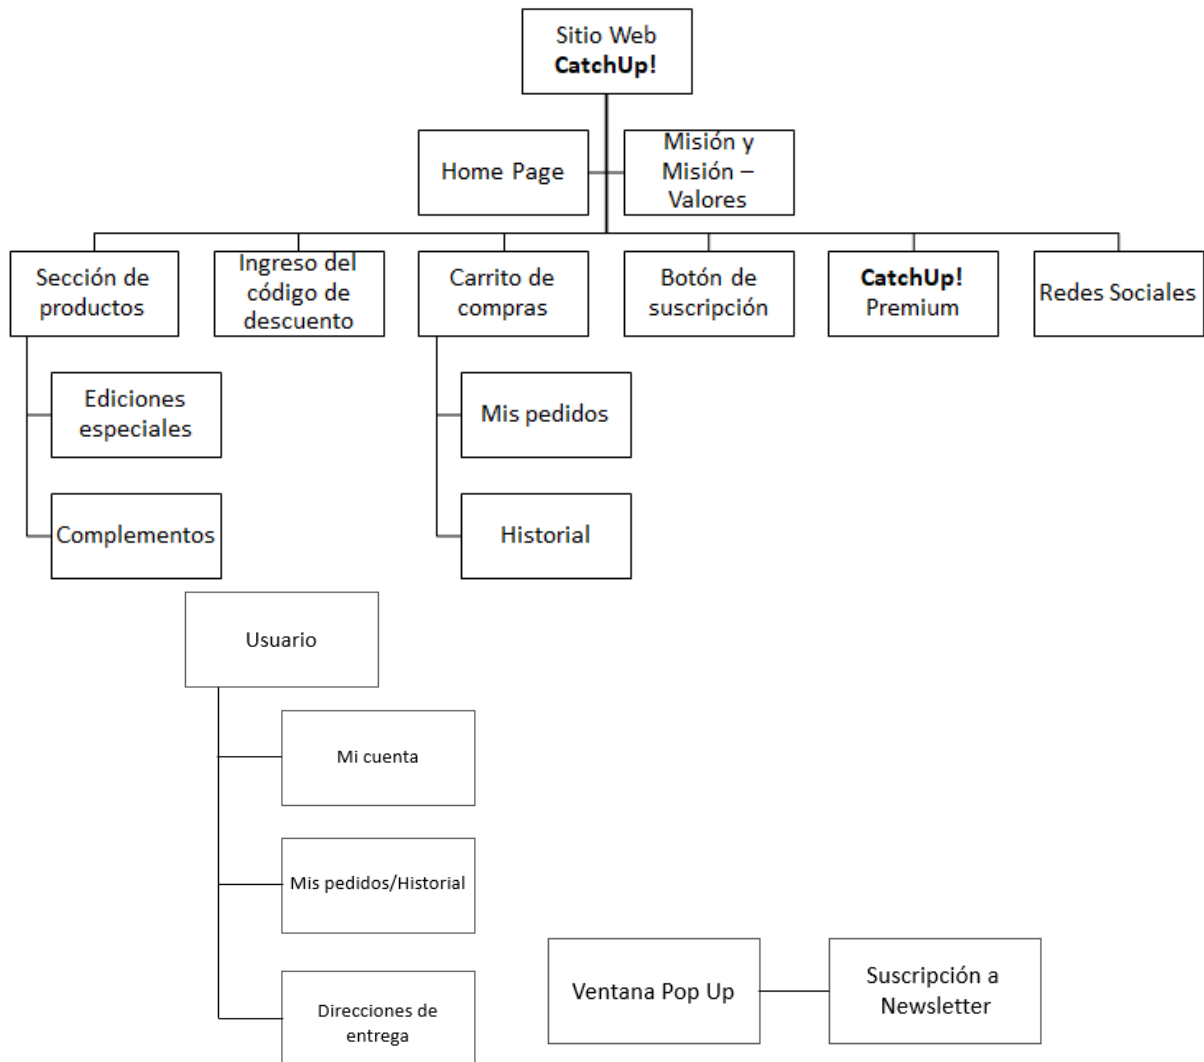 Sitio Web
CatchUp!
Home Page
Misión y
Misión –
Valores
Sección de
productos
Ingreso del
código de
descuento
Carrito de
compras
Botón de
suscripción
CatchUp!
Premium
Redes Sociales
Ediciones
especiales
Mis pedidos
Complementos
Historial
Usuario
Mi cuenta
Mis pedidos/Historial
Direcciones de
entrega
Ventana Pop Up
Suscripción a
Newsletter